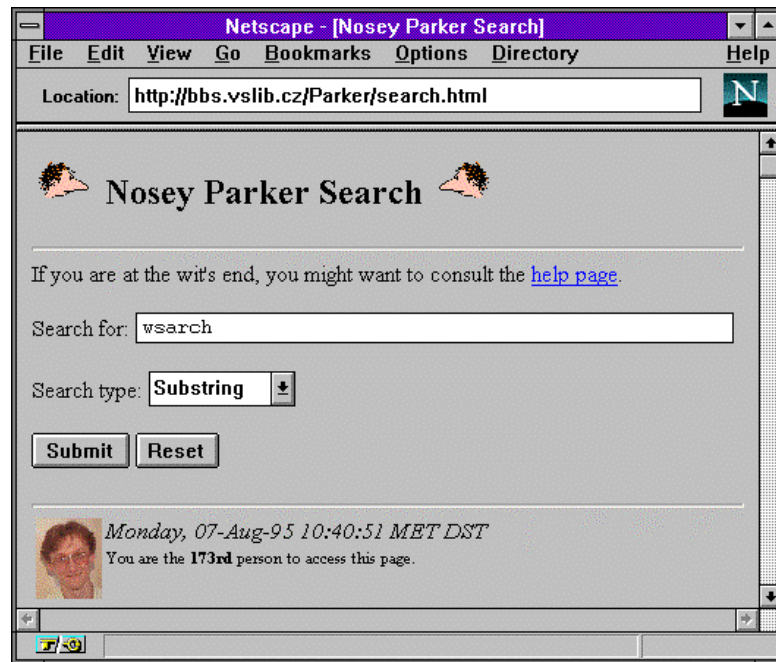 Netscape - [Nosey Parker Search]
File Edit View Go Bookmarks Options Directory Help
Location: http://bbs.vslib.cz/Parker/search.html
N
Nosey Parker Search
If you are at the wit's end, you might want to consult the help page.
Search for: wsarch
Search type: Substring
Submit Reset
Monday, 07-Aug-95 10:40:51 MET DST
You are the 173rd person to access this page.